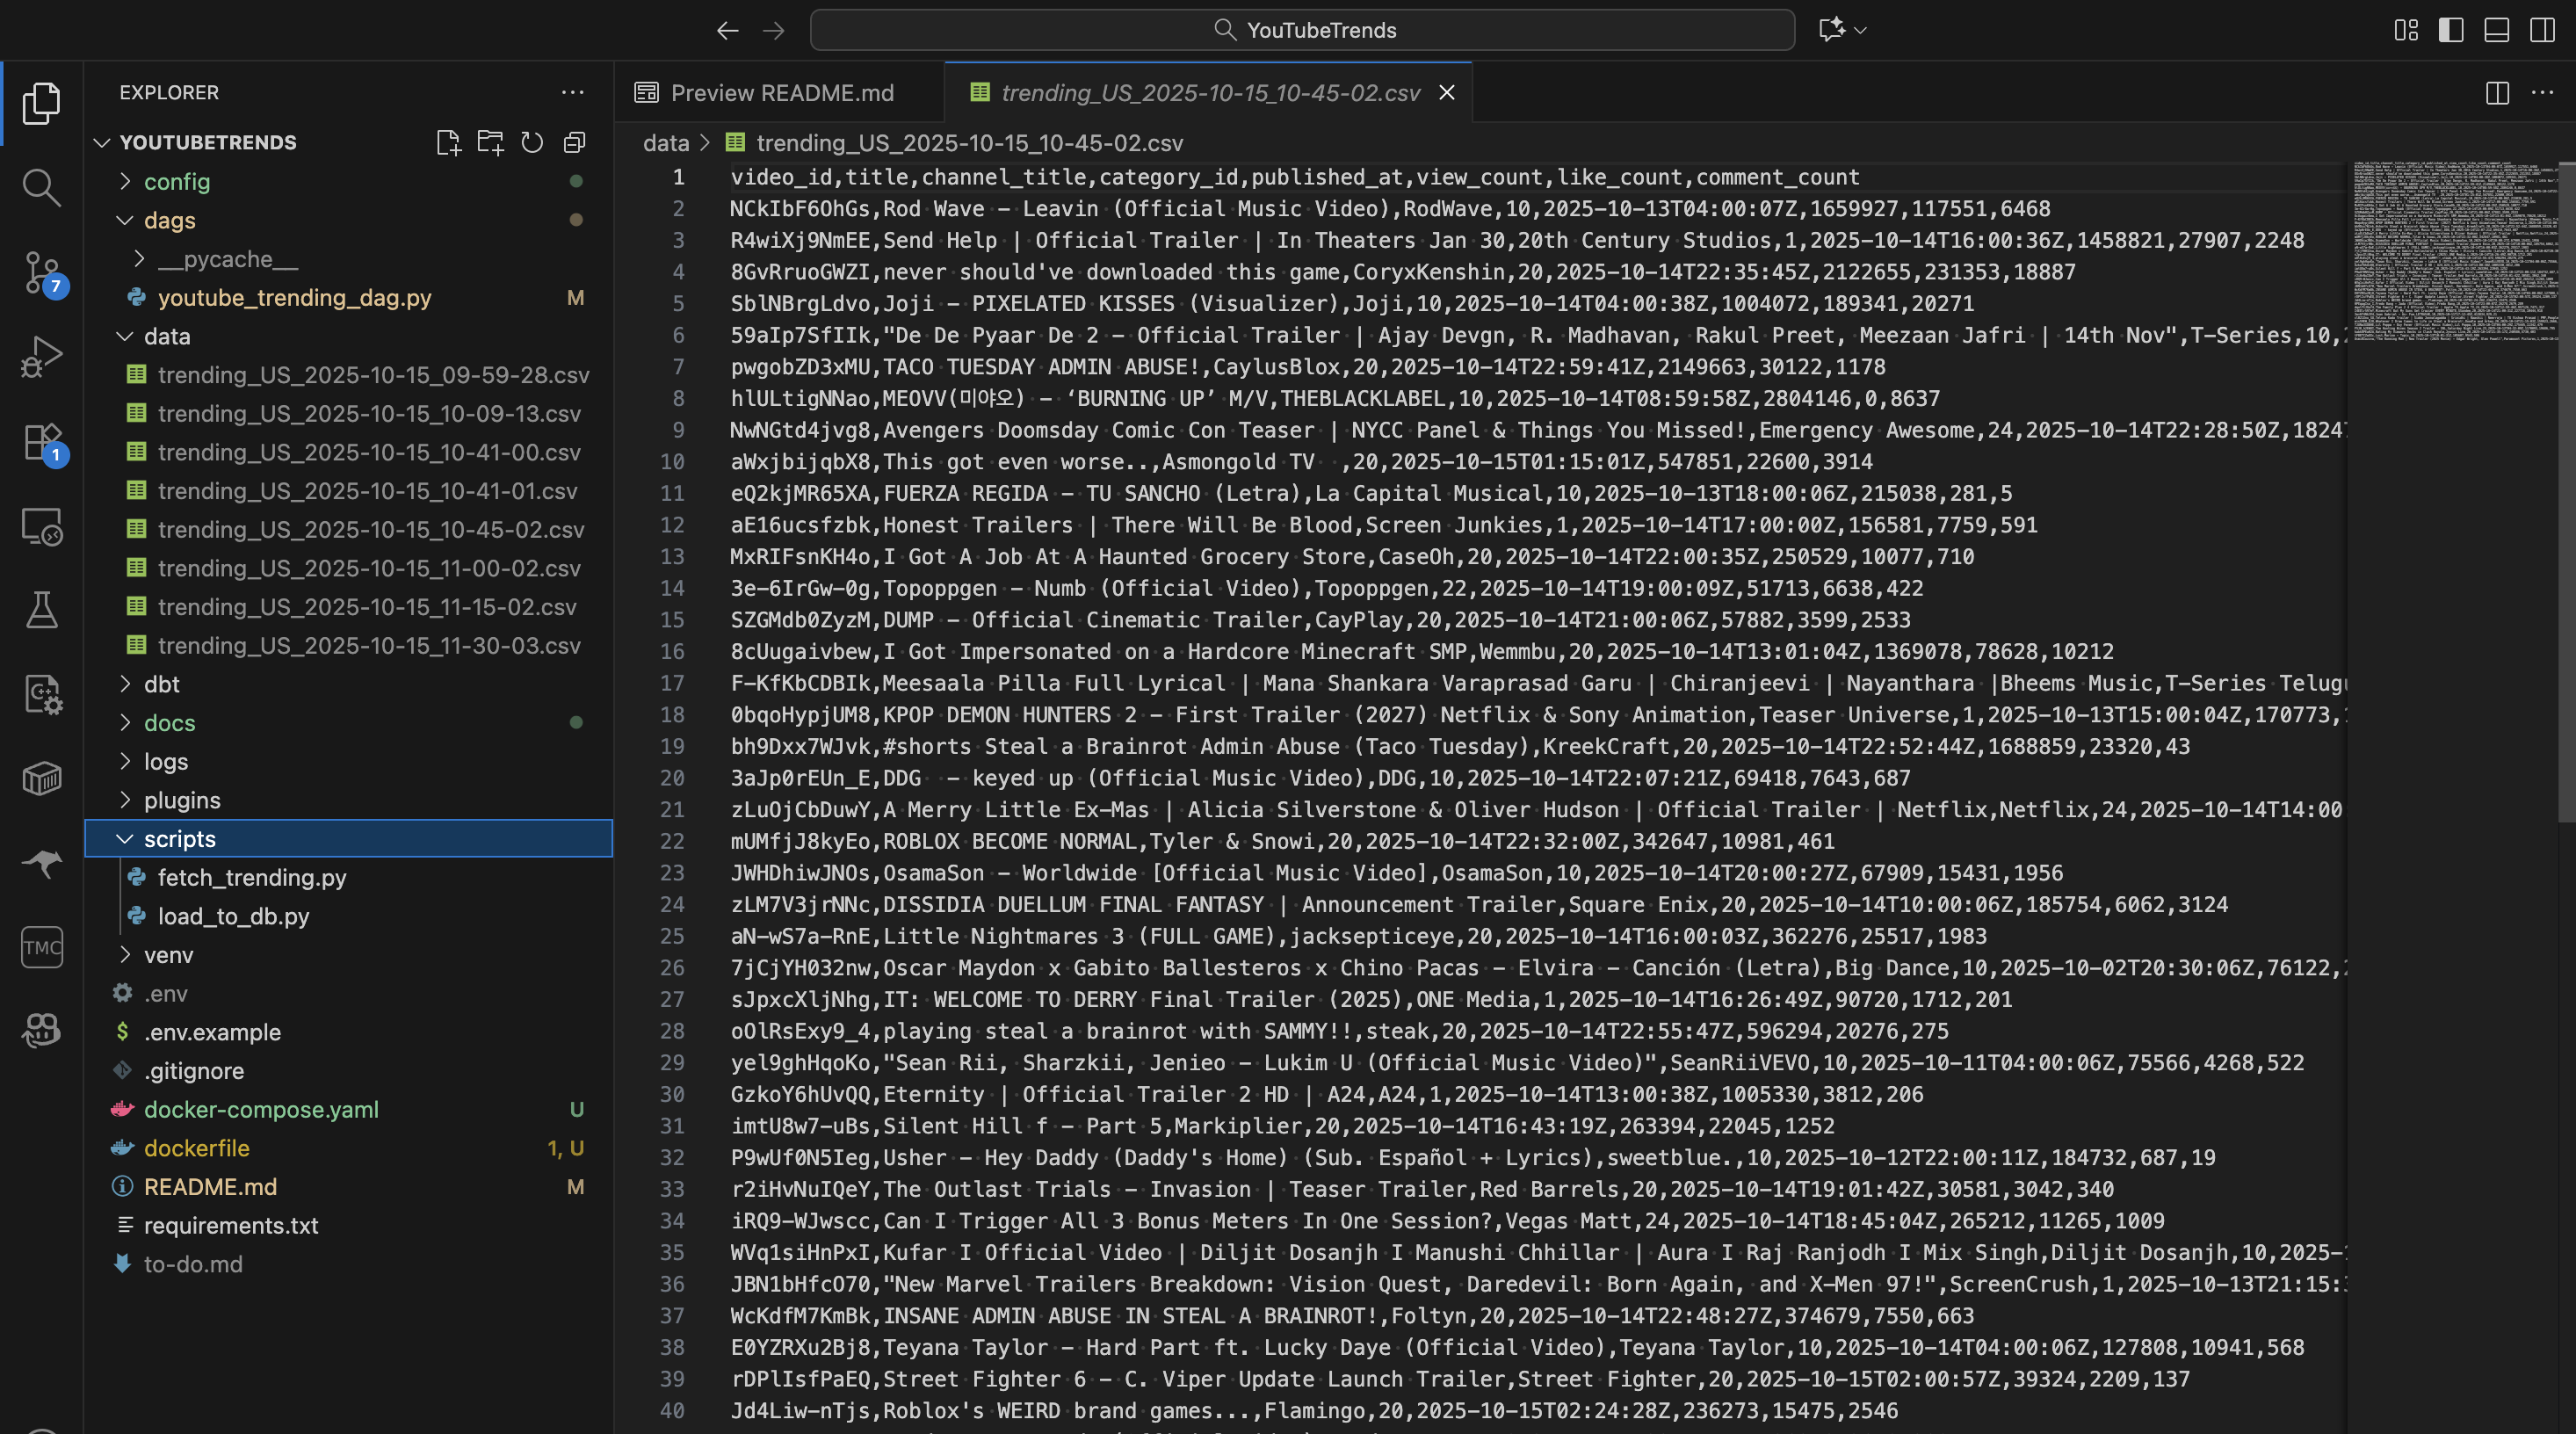 YouTubeTrends
EXPLORER
YOUTUBETRENDS
config
dags
__pycache__
youtube_trending_dag.py M
data
trending_US_2025-10-15_09-59-28.csv
trending_US_2025-10-15_10-09-13.csv
trending_US_2025-10-15_10-41-00.csv
trending_US_2025-10-15_10-41-01.csv
trending_US_2025-10-15_10-45-02.csv
trending_US_2025-10-15_11-00-02.csv
trending_US_2025-10-15_11-15-02.csv
trending_US_2025-10-15_11-30-03.csv
dbt
docs
logs
plugins
scripts
fetch_trending.py
load_to_db.py
venv
.env
.env.example
.gitignore
docker-compose.yaml U
dockerfile 1, U
README.md M
requirements.txt
to-do.md
7
1
TMC
Preview README.md
trending_US_2025-10-15_10-45-02.csv
data > trending_US_2025-10-15_10-45-02.csv
1 video_id,title,channel_title,category_id,published_at,view_count,like_count,comment_count
2 NCkIbF6OhGs,Rod Wave - Leavin (Official Music Video),RodWave,10,2025-10-13T04:00:07Z,1659927,117551,6468
3 R4wiXj9NmEE,Send Help | Official Trailer | In Theaters Jan 30,20th Century Studios,1,2025-10-14T16:00:36Z,1458821,27907,2248
4 8GvRruoGWZI,never should've downloaded this game,CoryxKenshin,20,2025-10-14T22:35:45Z,2122655,231353,18887
5 SblNBrgLdvo,Joji - PIXELATED KISSES (Visualizer),Joji,10,2025-10-14T04:00:38Z,1004072,189341,20271
6 59aIp7SfIIk,"De De Pyaar De 2 - Official Trailer | Ajay Devgn, R. Madhavan, Rakul Preet, Meezaan Jafri | 14th Nov",T-Series,10,2
7 pwgobZD3xMU,TACO TUESDAY ADMIN ABUSE!,CaylusBlox,20,2025-10-14T22:59:41Z,2149663,30122,1178
8 hlULtigNNao,MEOVV(미야오) - ‘BURNING UP’ M/V,THEBLACKLABEL,10,2025-10-14T08:59:58Z,2804146,0,8637
9 NwNGtd4jvg8,Avengers Doomsday Comic Con Teaser | NYCC Panel & Things You Missed!,Emergency Awesome,24,2025-10-14T22:28:50Z,18247
10 aWxjbijqbX8,This got even worse..,Asmongold TV  ,20,2025-10-15T01:15:01Z,547851,22600,3914
11 eQ2kjMR65XA,FUERZA REGIDA - TU SANCHO (Letra),La Capital Musical,10,2025-10-13T18:00:06Z,215038,281,5
12 aE16ucsfzbk,Honest Trailers | There Will Be Blood,Screen Junkies,1,2025-10-14T17:00:00Z,156581,7759,591
13 MxRIFsnKH4o,I Got A Job At A Haunted Grocery Store,CaseOh,20,2025-10-14T22:00:35Z,250529,10077,710
14 3e-6IrGw-0g,Topoppgen - Numb (Official Video),Topoppgen,22,2025-10-14T19:00:09Z,51713,6638,422
15 SZGMdb0ZyzM,DUMP - Official Cinematic Trailer,CayPlay,20,2025-10-14T21:00:06Z,57882,3599,2533
16 8cUugaivbew,I Got Impersonated on a Hardcore Minecraft SMP,Wemmbu,20,2025-10-14T13:01:04Z,1369078,78628,10212
17 F-KfKbCDBIk,Meesaala Pilla Full Lyrical | Mana Shankara Varaprasad Garu | Chiranjeevi | Nayanthara |Bheems Music,T-Series Telugu
18 0bqoHypjUM8,KPOP DEMON HUNTERS 2 - First Trailer (2027) Netflix & Sony Animation,Teaser Universe,1,2025-10-13T15:00:04Z,170773,1
19 bh9Dxx7WJvk,#shorts Steal a Brainrot Admin Abuse (Taco Tuesday),KreekCraft,20,2025-10-14T22:52:44Z,1688859,23320,43
20 3aJp0rEUn_E,DDG  - keyed up (Official Music Video),DDG,10,2025-10-14T22:07:21Z,69418,7643,687
21 zLuOjCbDuwY,A Merry Little Ex-Mas | Alicia Silverstone & Oliver Hudson | Official Trailer | Netflix,Netflix,24,2025-10-14T14:00
22 mUMfjJ8kyEo,ROBLOX BECOME NORMAL,Tyler & Snowi,20,2025-10-14T22:32:00Z,342647,10981,461
23 JWHDhiwJNOs,OsamaSon - Worldwide [Official Music Video],OsamaSon,10,2025-10-14T20:00:27Z,67909,15431,1956
24 zLM7V3jrNNc,DISSIDIA DUELLUM FINAL FANTASY | Announcement Trailer,Square Enix,20,2025-10-14T10:00:06Z,185754,6062,3124
25 aN-wS7a-RnE,Little Nightmares 3 (FULL GAME),jacksepticeye,20,2025-10-14T16:00:03Z,362276,25517,1983
26 7jCjYH032nw,Oscar Maydon x Gabito Ballesteros x Chino Pacas - Elvira - Canción (Letra),Big Dance,10,2025-10-02T20:30:06Z,76122,2
27 sJpxcXljNhg,IT: WELCOME TO DERRY Final Trailer (2025),ONE Media,1,2025-10-14T16:26:49Z,90720,1712,201
28 oOlRsExy9_4,playing steal a brainrot with SAMMY!!,steak,20,2025-10-14T22:55:47Z,596294,20276,275
29 yel9ghHqoKo,"Sean Rii, Sharzkii, Jenieo - Lukim U (Official Music Video)",SeanRiiVEVO,10,2025-10-11T04:00:06Z,75566,4268,522
30 GzkoY6hUvQQ,Eternity | Official Trailer 2 HD | A24,A24,1,2025-10-14T13:00:38Z,1005330,3812,206
31 imtU8w7-uBs,Silent Hill f - Part 5,Markiplier,20,2025-10-14T16:43:19Z,263394,22045,1252
32 P9wUf0N5Ieg,Usher - Hey Daddy (Daddy's Home) (Sub. Español + Lyrics),sweetblue.,10,2025-10-12T22:00:11Z,184732,687,19
33 r2iHvNuIQeY,The Outlast Trials - Invasion | Teaser Trailer,Red Barrels,20,2025-10-14T19:01:42Z,30581,3042,340
34 iRQ9-WJwscc,Can I Trigger All 3 Bonus Meters In One Session?,Vegas Matt,24,2025-10-14T18:45:04Z,265212,11265,1009
35 WVq1siHnPxI,Kufar I Official Video | Diljit Dosanjh I Manushi Chhillar | Aura I Raj Ranjodh I Mix Singh,Diljit Dosanjh,10,2025-1
36 JBN1bHfcO70,"New Marvel Trailers Breakdown: Vision Quest, Daredevil: Born Again, and X-Men 97!",ScreenCrush,1,2025-10-13T21:15:3
37 WcKdfM7KmBk,INSANE ADMIN ABUSE IN STEAL A BRAINROT!,Foltyn,20,2025-10-14T22:48:27Z,374679,7550,663
38 E0YZRXu2Bj8,Teyana Taylor - Hard Part ft. Lucky Daye (Official Video),Teyana Taylor,10,2025-10-14T04:00:06Z,127808,10941,568
39 rDPlIsfPaEQ,Street Fighter 6 - C. Viper Update Launch Trailer,Street Fighter,20,2025-10-15T02:00:57Z,39324,2209,137
40 Jd4Liw-nTjs,Roblox's WEIRD brand games...,Flamingo,20,2025-10-15T02:24:28Z,236273,15475,2546